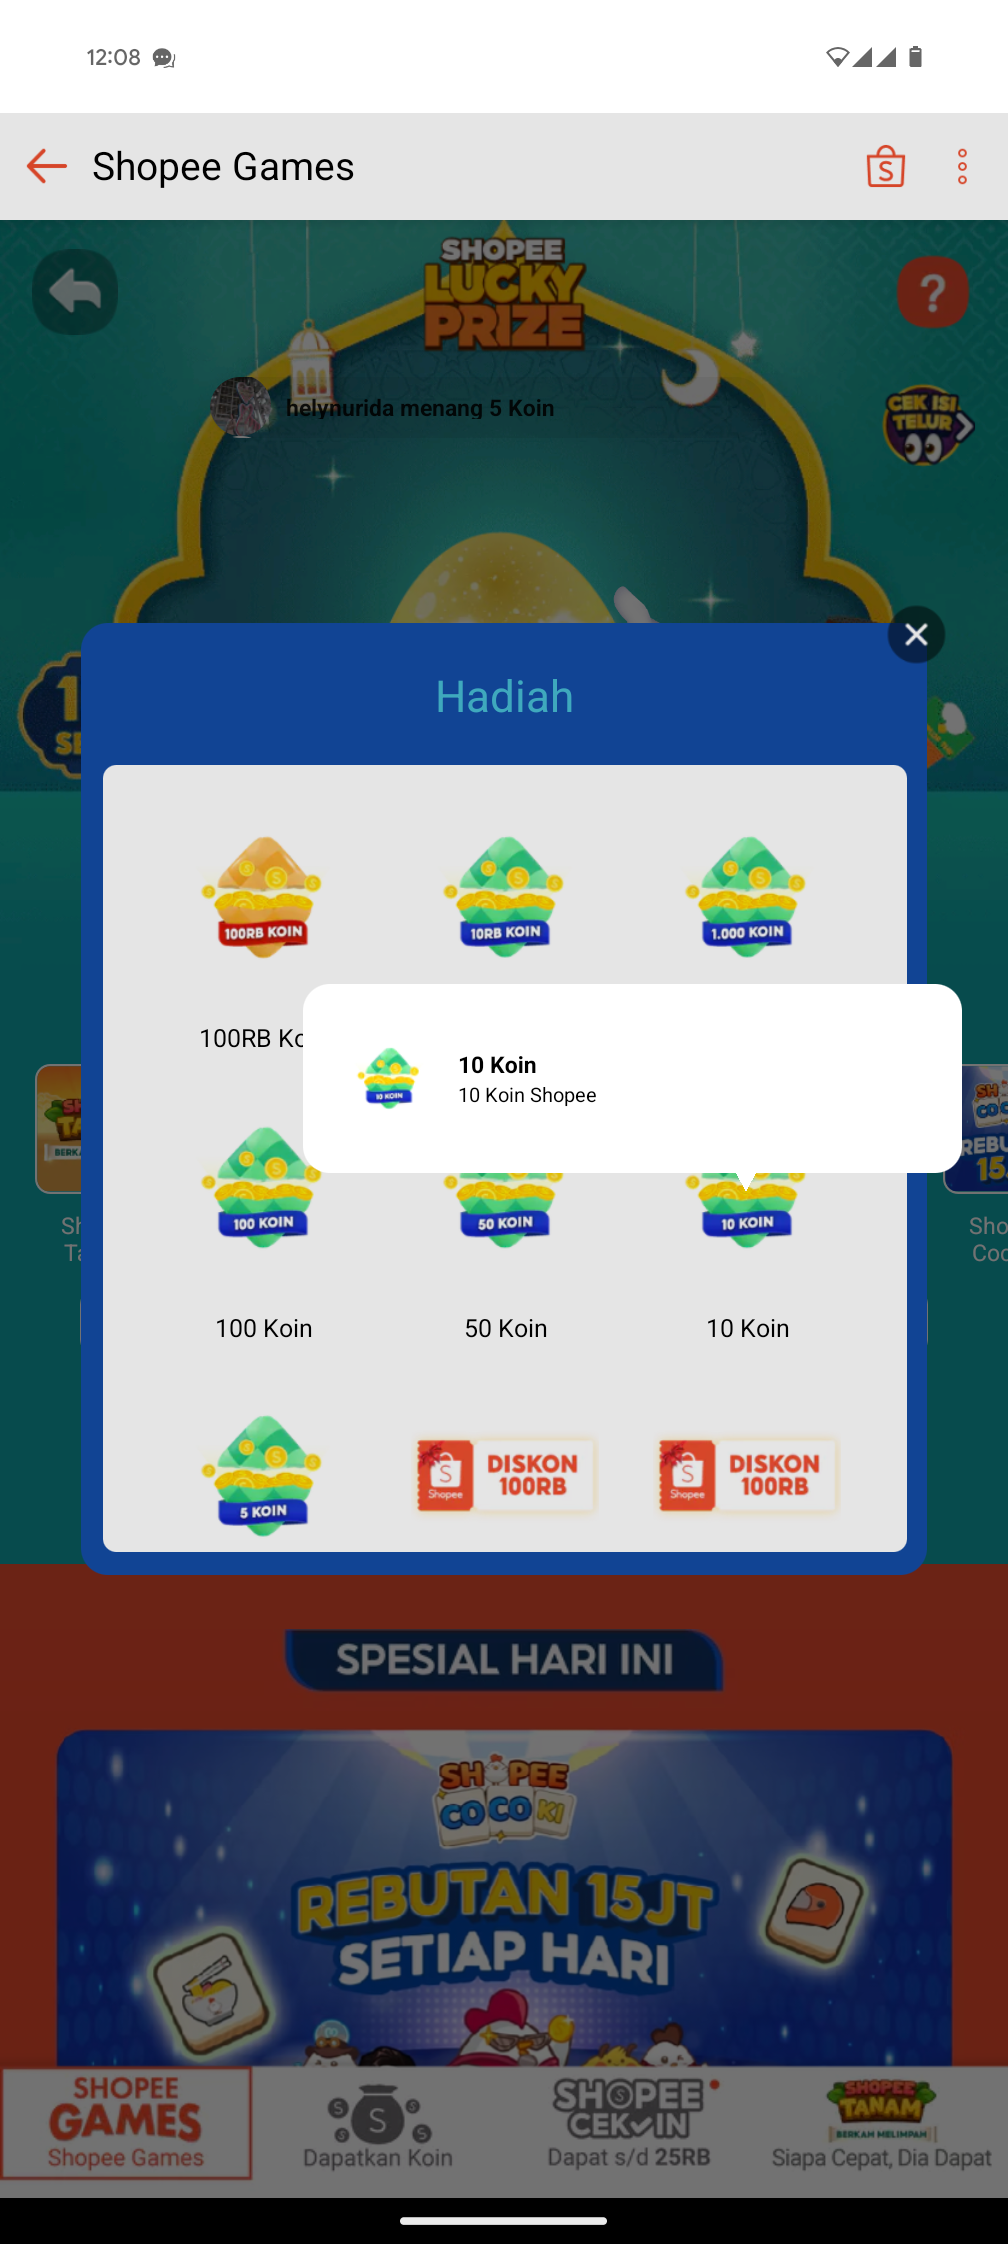 12:08
Shopee Games
SHOPEE
LUCKY
PRIZE
?
helynurida menang 5 Koin
CEK ISI
TELUR
Hadiah
100RB KOIN
10RB KOIN
1.000 KOIN
100RB Ko
10 Koin
10 KOIN
10 Koin Shopee
100 KOIN
50 KOIN
10 KOIN
100 Koin
50 Koin
10 Koin
5 KOIN
Shopee
DISKON
100RB
Shopee
DISKON
100RB
SPESIAL HARI INI
SHOPEE
COCOKI
REBUTAN 15JT
SETIAP HARI
SHOPEE
GAMES
Shopee Games
Dapatkan Koin
SHOPEE
CEK IN
Dapat s/d 25RB
SHOPEE
TANAM
BERKAH MELIMPAH
Siapa Cepat, Dia Dapat